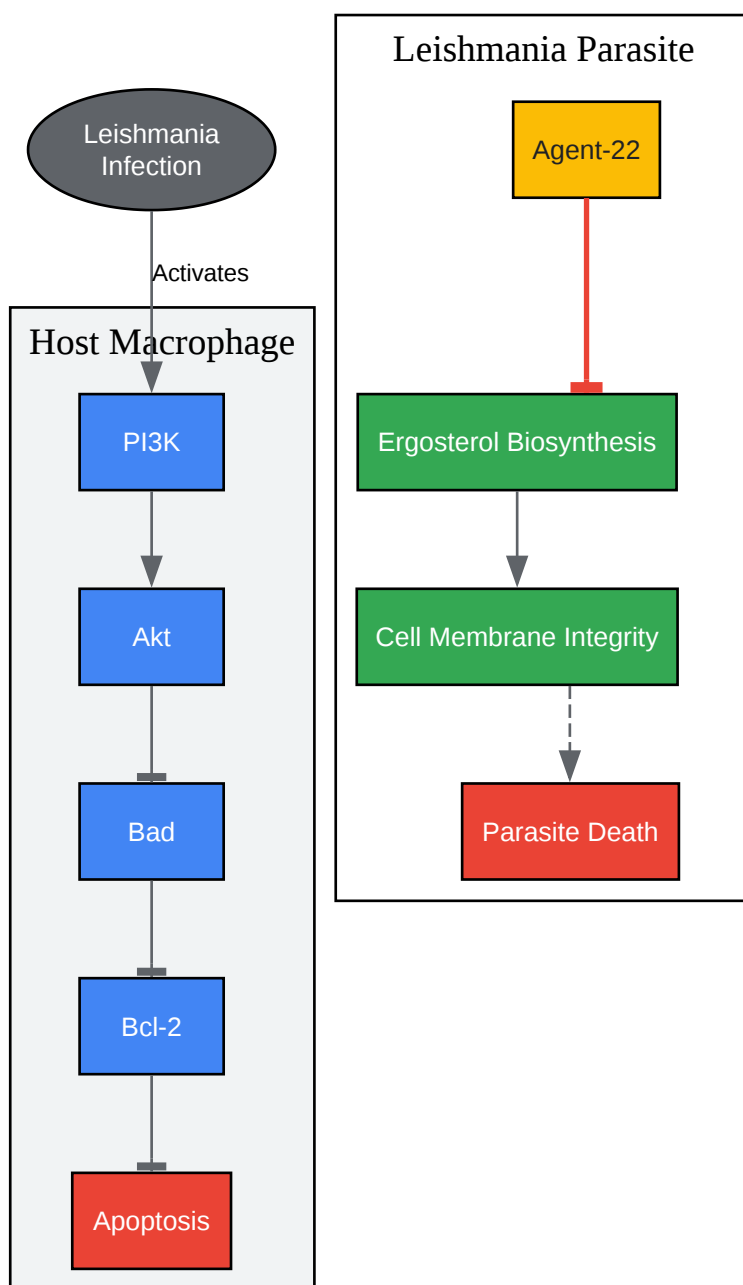 Leishmania Parasite
Leishmania
Infection
Agent-22
Activates
Host Macrophage
PI3K
Ergosterol Biosynthesis
Akt
Cell Membrane Integrity
Bad
Parasite Death
Bcl-2
Apoptosis